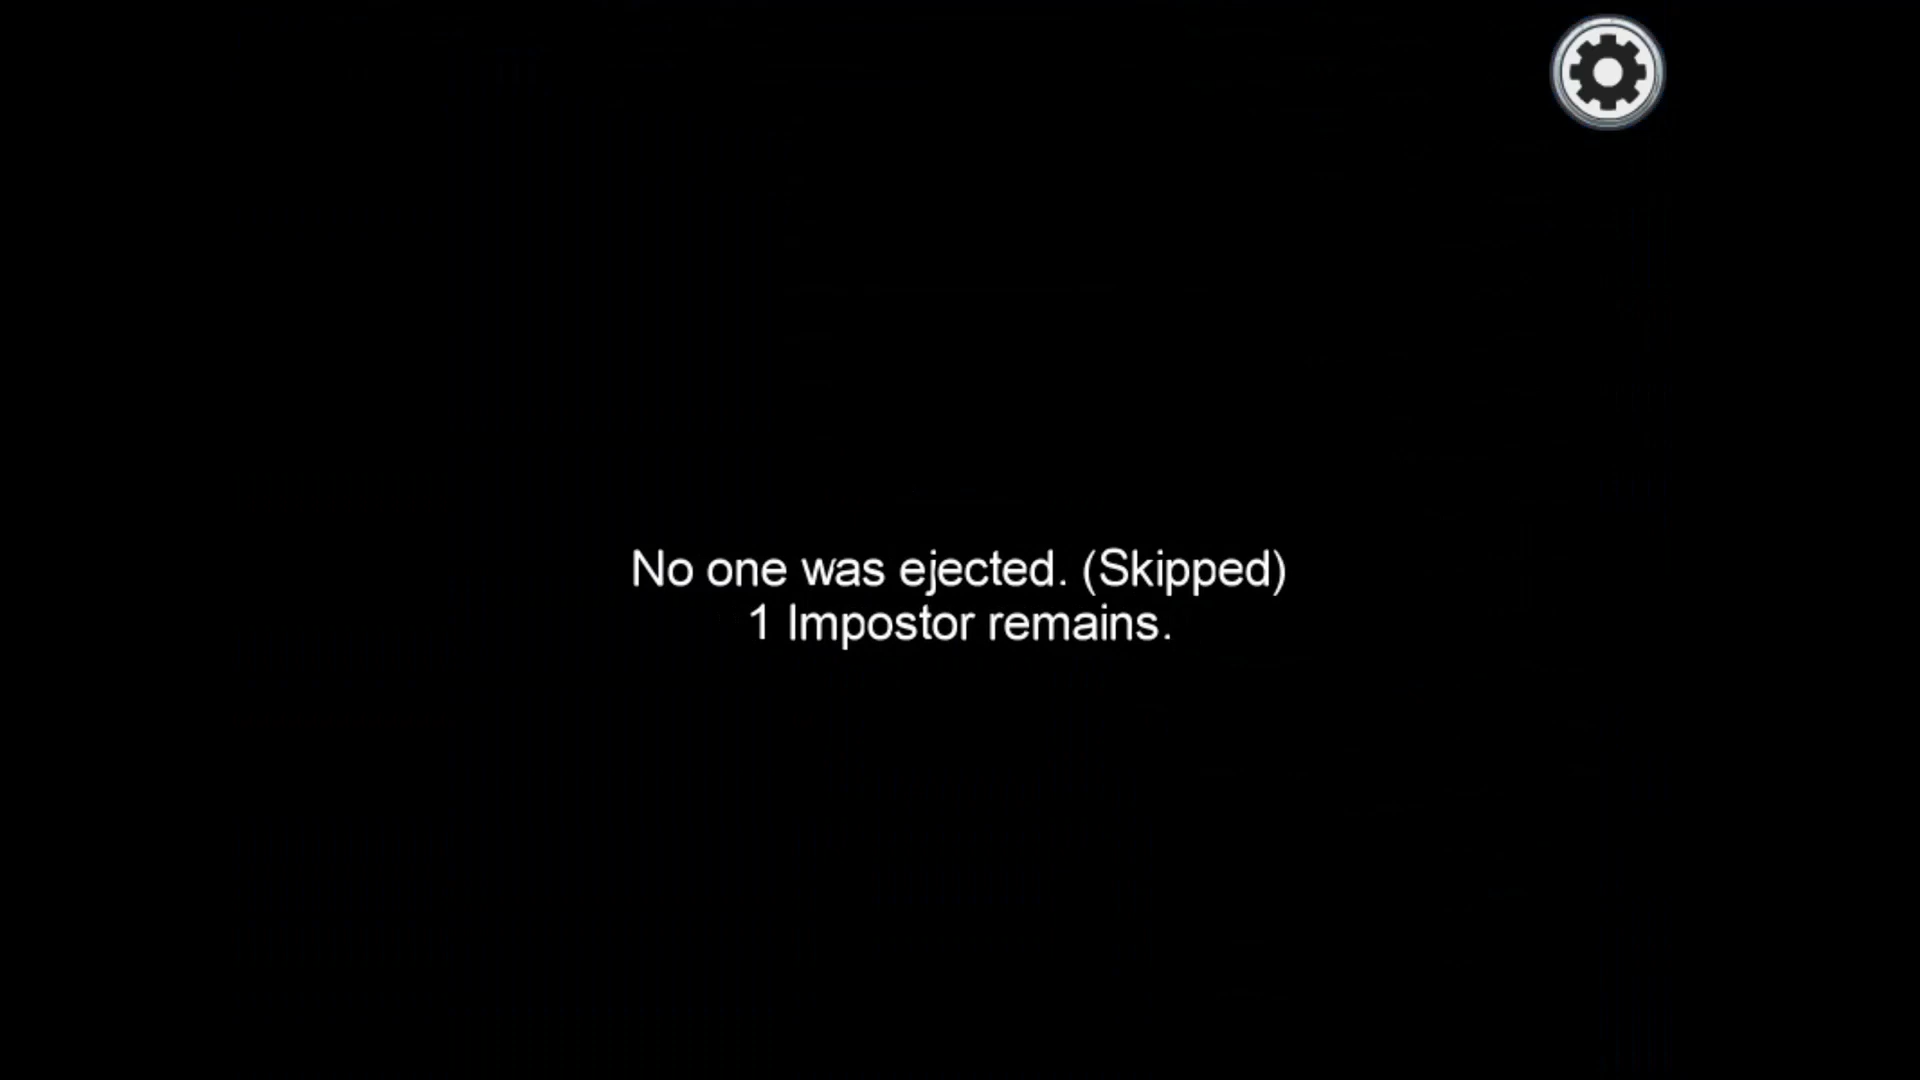 No one was ejected. (Skipped)
1 Impostor remains.